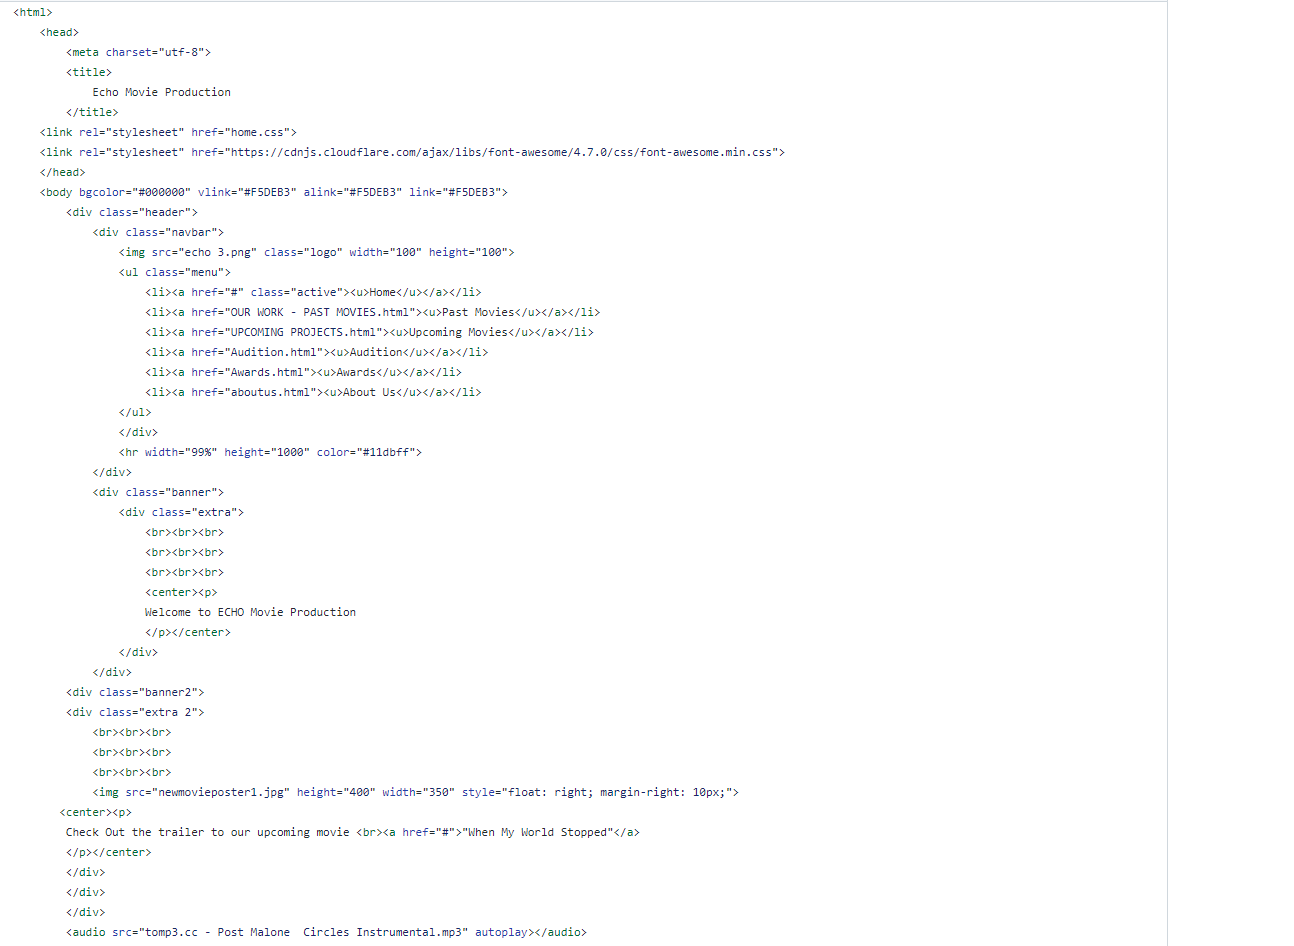 <html>
<head>
<meta charset="utf-8">
<title>
Echo Movie Production
</title>
<link rel="stylesheet" href="home.css">
<link rel="stylesheet" href="https://cdnjs.cloudflare.com/ajax/libs/font-awesome/4.7.0/css/font-awesome.min.css">
</head>
<body bgcolor="#000000" vlink="#F5DEB3" alink="#F5DEB3" link="#F5DEB3">
<div class="header">
<div class="navbar">
<img src="echo 3.png" class="logo" width="100" height="100">
<ul class="menu">
<li><a href="#" class="active"><u>Home</u></a></li>
<li><a href="OUR WORK - PAST MOVIES.html"><u>Past Movies</u></a></li>
<li><a href="UPCOMING PROJECTS.html"><u>Upcoming Movies</u></a></li>
<li><a href="Audition.html"><u>Audition</u></a></li>
<li><a href="Awards.html"><u>Awards</u></a></li>
<li><a href="aboutus.html"><u>About Us</u></a></li>
</ul>
</div>
<hr width="99%" height="1000" color="#11dbff">
</div>
<div class="banner">
<div class="extra">
<br><br><br>
<br><br><br>
<br><br><br>
<center><p>
Welcome to ECHO Movie Production
</p></center>
</div>
</div>
<div class="banner2">
<div class="extra 2">
<br><br><br>
<br><br><br>
<br><br><br>
<img src="newmovieposter1.jpg" height="400" width="350" style="float: right; margin-right: 10px;">
<center><p>
Check Out the trailer to our upcoming movie <br><a href="#">"When My World Stopped"</a>
</p></center>
</div>
</div>
</div>
<audio src="tomp3.cc - Post Malone  Circles Instrumental.mp3" autoplay></audio>